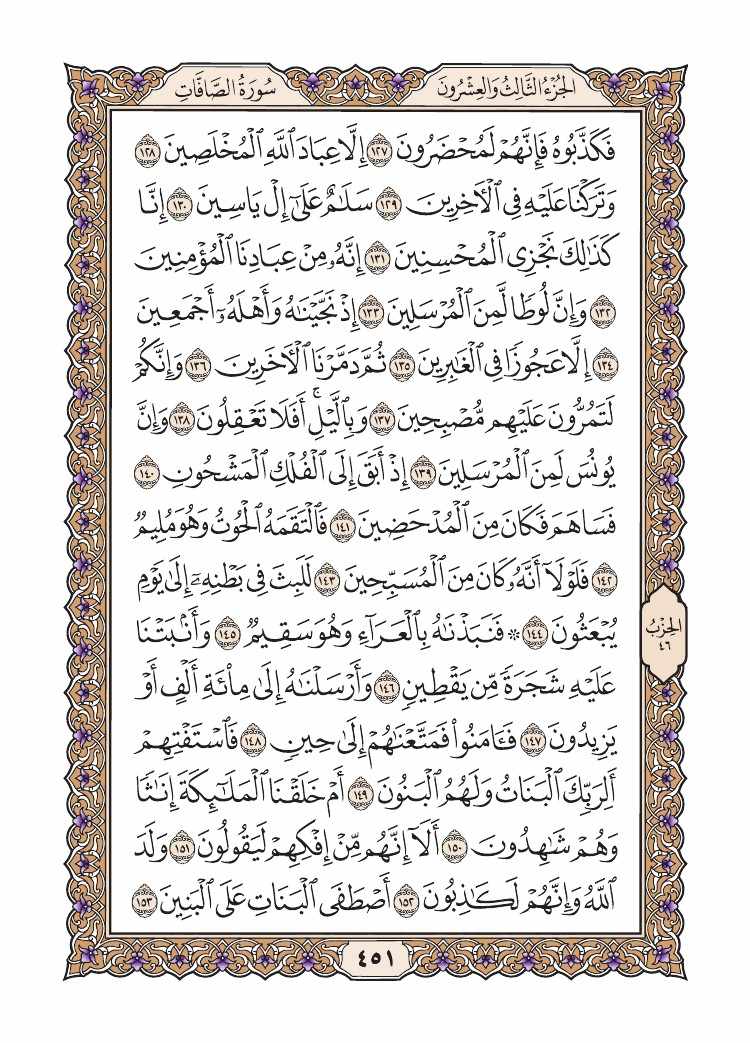 الجُزْءُ الثَّالِثُ وَالعِشْرُونَ
سُورَةُ الصَّافَّاتِ
فَكَذَّبُوهُ فَإِنَّهُمْ لَمُحْضَرُونَ ١٢٧ إِلَّا عِبَادَ ٱللَّهِ ٱلْمُخْلَصِينَ ١٢٨
وَتَرَكْنَا عَلَيْهِ فِي ٱلْأَخِرِينَ ١٢٩ سَلَٰمٌ عَلَىٰٓ إِلْ يَاسِينَ ١٣٠ إِنَّا
كَذَٰلِكَ نَجْزِي ٱلْمُحْسِنِينَ ١٣١ إِنَّهُۥ مِنْ عِبَادِنَا ٱلْمُؤْمِنِينَ
١٣٢ وَإِنَّ لُوطًا لَّمِنَ ٱلْمُرْسَلِينَ ١٣٣ إِذْ نَجَّيْنَٰهُ وَأَهْلَهُۥٓ أَجْمَعِينَ
١٣٤ إِلَّا عَجُوزًا فِي ٱلْغَٰبِرِينَ ١٣٥ ثُمَّ دَمَّرْنَا ٱلْأَخَرِينَ ١٣٦ وَإِنَّكُمْ
لَتَمُرُّونَ عَلَيْهِم مُّصْبِحِينَ ١٣٧ وَبِٱلَّيْلِۚ أَفَلَا تَعْقِلُونَ ١٣٨ وَإِنَّ
يُونُسَ لَمِنَ ٱلْمُرْسَلِينَ ١٣٩ إِذْ أَبَقَ إِلَى ٱلْفُلْكِ ٱلْمَشْحُونِ ١٤٠
فَسَاهَمَ فَكَانَ مِنَ ٱلْمُدْحَضِينَ ١٤١ فَٱلْتَقَمَهُ ٱلْحُوتُ وَهُوَ مُلِيمٌ
١٤٢ فَلَوْلَآ أَنَّهُۥ كَانَ مِنَ ٱلْمُسَبِّحِينَ ١٤٣ لَلَبِثَ فِي بَطْنِهِۦٓ إِلَىٰ يَوْمِ
يُبْعَثُونَ ١٤٤ ۞ فَنَبَذْنَٰهُ بِٱلْعَرَآءِ وَهُوَ سَقِيمٌ ١٤٥ وَأَنۢبَتْنَا
عَلَيْهِ شَجَرَةً مِّن يَقْطِينٍ ١٤٦ وَأَرْسَلْنَٰهُ إِلَىٰ مِا۟ئَةِ أَلْفٍ أَوْ
يَزِيدُونَ ١٤٧ فَـَٔامَنُوا۟ فَمَتَّعْنَٰهُمْ إِلَىٰ حِينٍ ١٤٨ فَٱسْتَفْتِهِمْ
أَلِرَبِّكَ ٱلْبَنَاتُ وَلَهُمُ ٱلْبَنُونَ ١٤٩ أَمْ خَلَقْنَا ٱلْمَلَٰٓئِكَةَ إِنَٰثًا
وَهُمْ شَٰهِدُونَ ١٥٠ أَلَآ إِنَّهُم مِّنْ إِفْكِهِمْ لَيَقُولُونَ ١٥١ وَلَدَ
ٱللَّهُ وَإِنَّهُمْ لَكَٰذِبُونَ ١٥٢ أَصْطَفَى ٱلْبَنَاتِ عَلَى ٱلْبَنِينَ ١٥٣
الحِزْبُ
٤٦
٤٥١